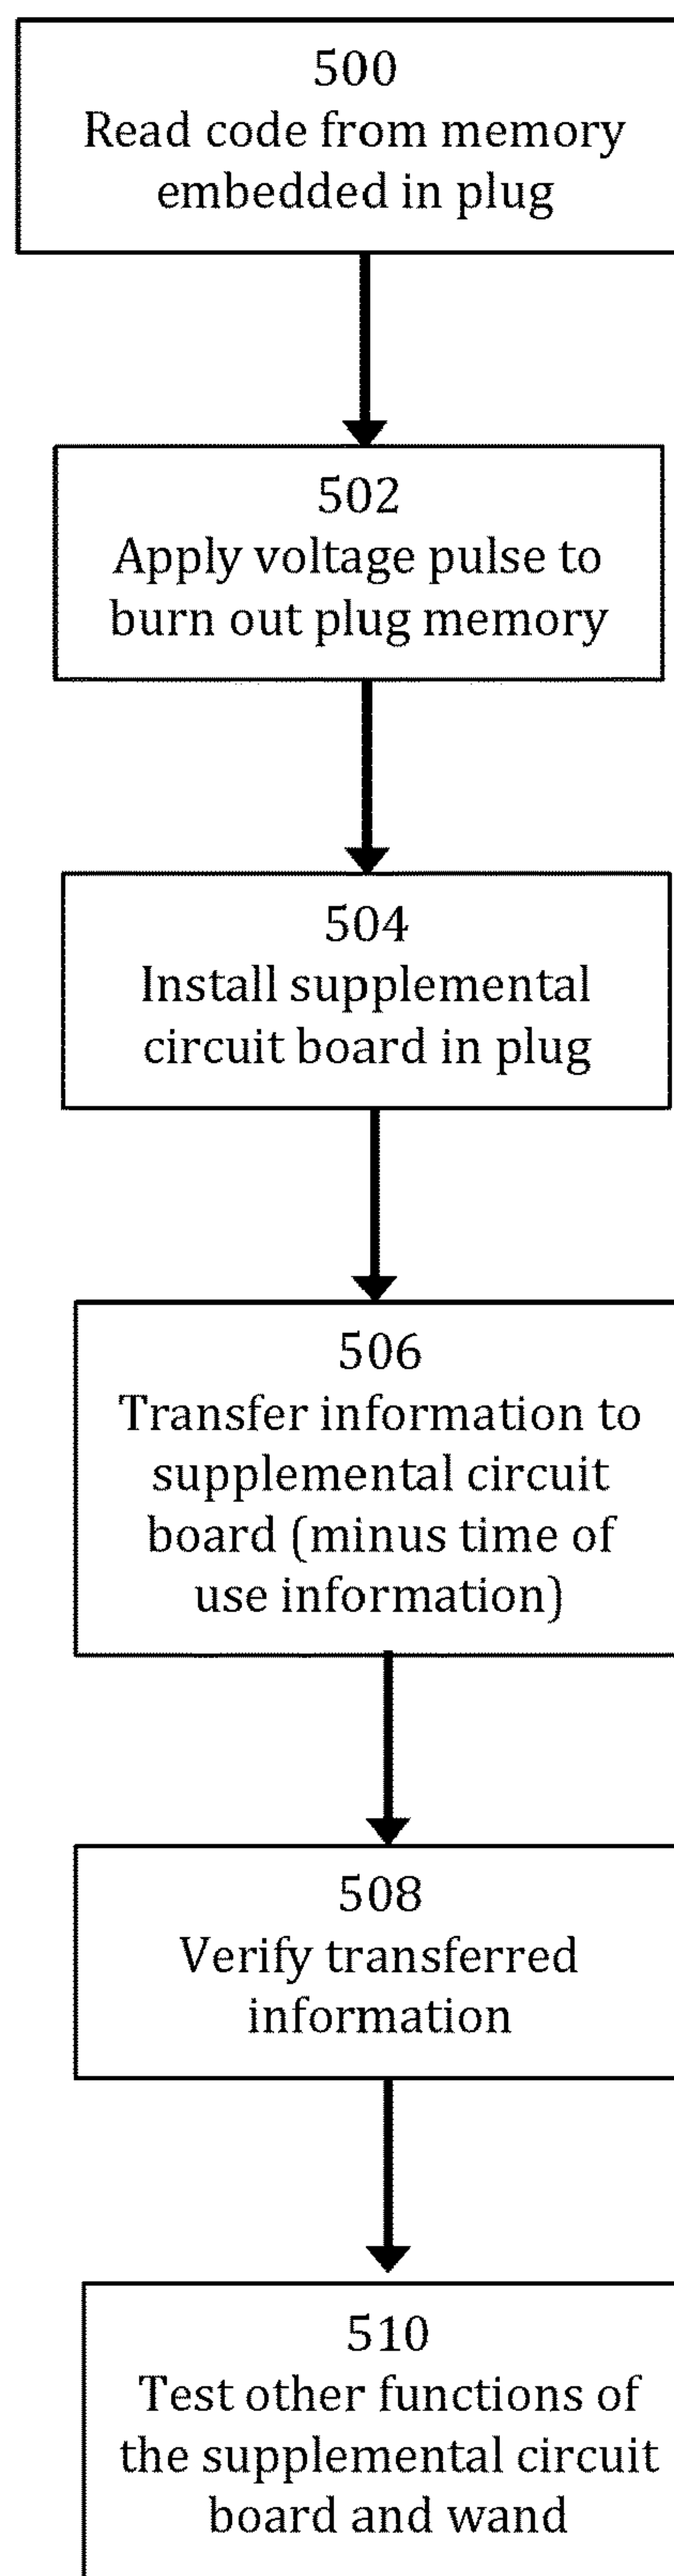 500
Read code from memory
embedded in plug
502
Apply voltage pulse to
burn out plug memory
504
Install supplemental
circuit board in plug
506
Transfer information to
supplemental circuit
board (minus time of
use information)
508
Verify transferred
information
510
Test other functions of
the supplemental circuit
board and wand